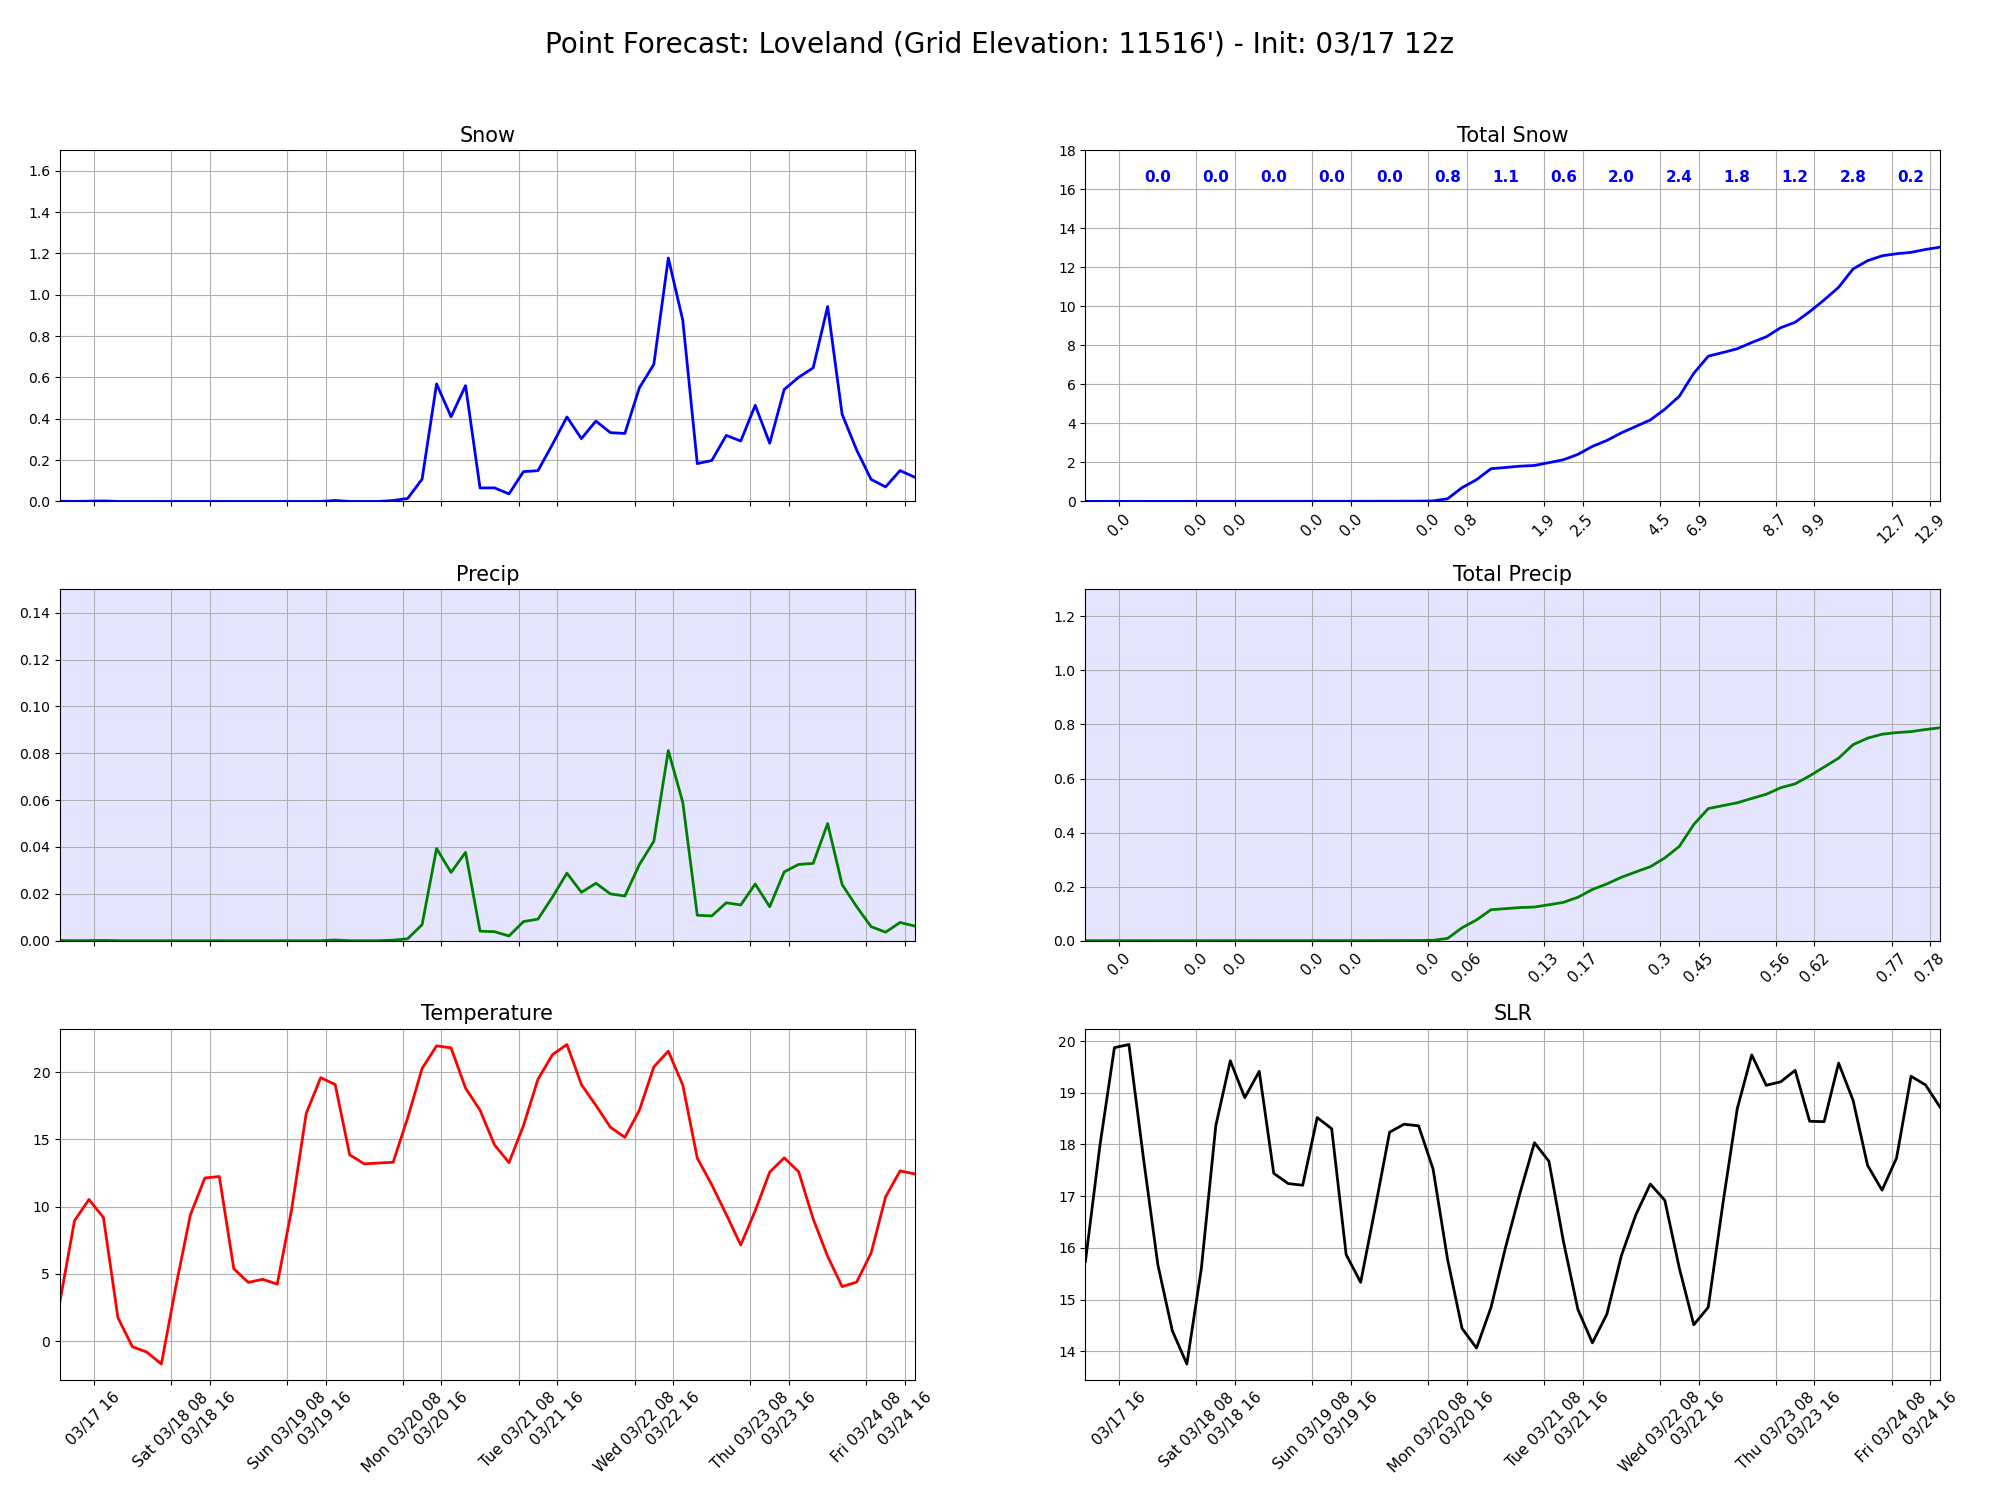 Point Forecast: Loveland (Grid Elevation: 11516') - Init: 03/17 12z
Snow
1.6
1.4
1.2
1.0
0.8
0.6
0.4
0.2
0.0
Total Snow
18
16
14
12
10
8
6
4
2
0
0.0 0.0 0.0 0.0 0.0 0.8 1.1 0.6 2.0 2.4 1.8 1.2 2.8 0.2
0.0 0.0 0.0 0.0 0.0 0.0 0.8 1.9 2.5 4.5 6.9 8.7 9.9 12.7 12.9
Precip
0.14
0.12
0.10
0.08
0.06
0.04
0.02
0.00
Total Precip
1.2
1.0
0.8
0.6
0.4
0.2
0.0
0.0 0.0 0.0 0.0 0.0 0.0 0.06 0.13 0.17 0.3 0.45 0.56 0.62 0.77 0.78
Temperature
20
15
10
5
0
03/17 16
Sat 03/18 08
03/18 16
Sun 03/19 08
03/19 16
Mon 03/20 08
03/20 16
Tue 03/21 08
03/21 16
Wed 03/22 08
03/22 16
Thu 03/23 08
03/23 16
Fri 03/24 08
03/24 16
SLR
20
19
18
17
16
15
14
03/17 16
Sat 03/18 08
03/18 16
Sun 03/19 08
03/19 16
Mon 03/20 08
03/20 16
Tue 03/21 08
03/21 16
Wed 03/22 08
03/22 16
Thu 03/23 08
03/23 16
Fri 03/24 08
03/24 16